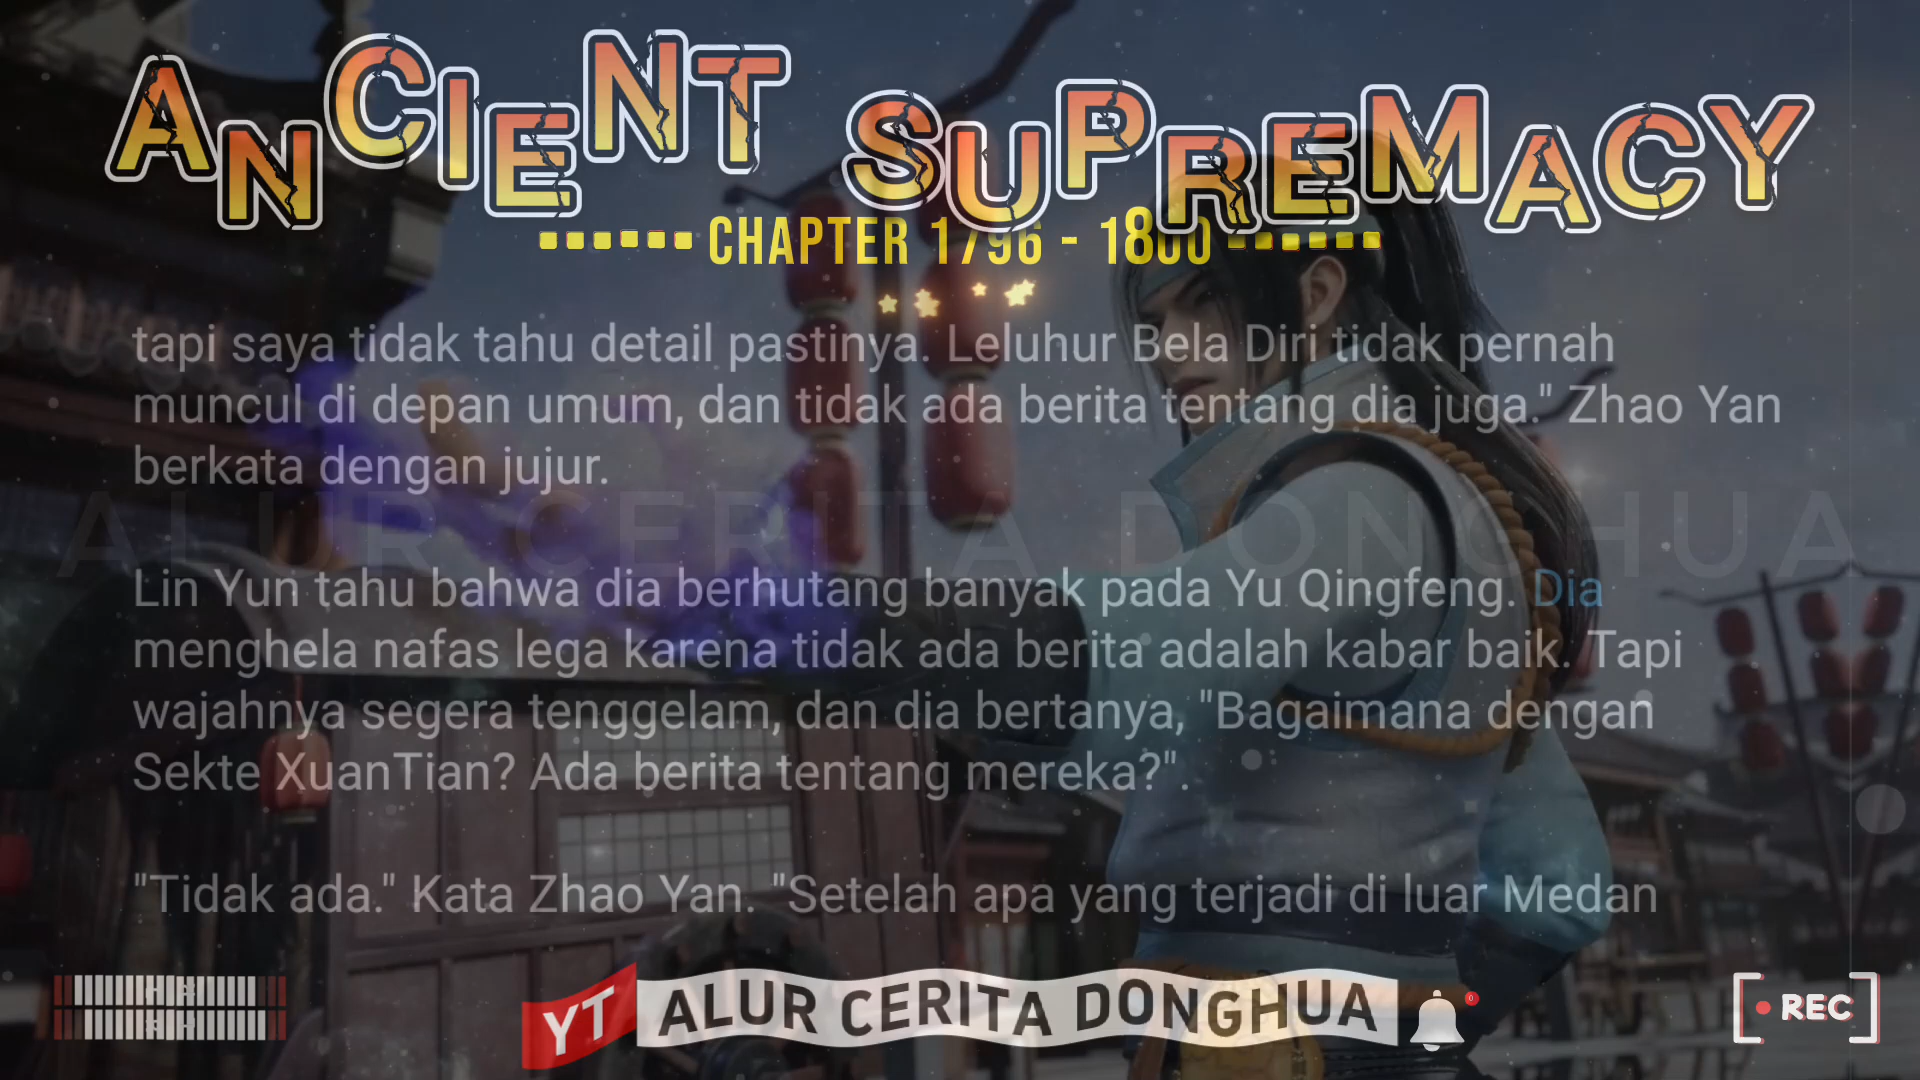 ANCIENT SUPREMACY
CHAPTER 1796 - 1800
tapi saya tidak tahu detail pastinya. Leluhur Bela Diri tidak pernah
muncul di depan umum, dan tidak ada berita tentang dia juga." Zhao Yan
berkata dengan jujur.
ALUR CERITA DONGHUA
Lin Yun tahu bahwa dia berhutang banyak pada Yu Qingfeng. Dia
menghela nafas lega karena tidak ada berita adalah kabar baik. Tapi
wajahnya segera tenggelam, dan dia bertanya, "Bagaimana dengan
Sekte XuanTian? Ada berita tentang mereka?".
"Tidak ada." Kata Zhao Yan. "Setelah apa yang terjadi di luar Medan
YT ALUR CERITA DONGHUA
REC